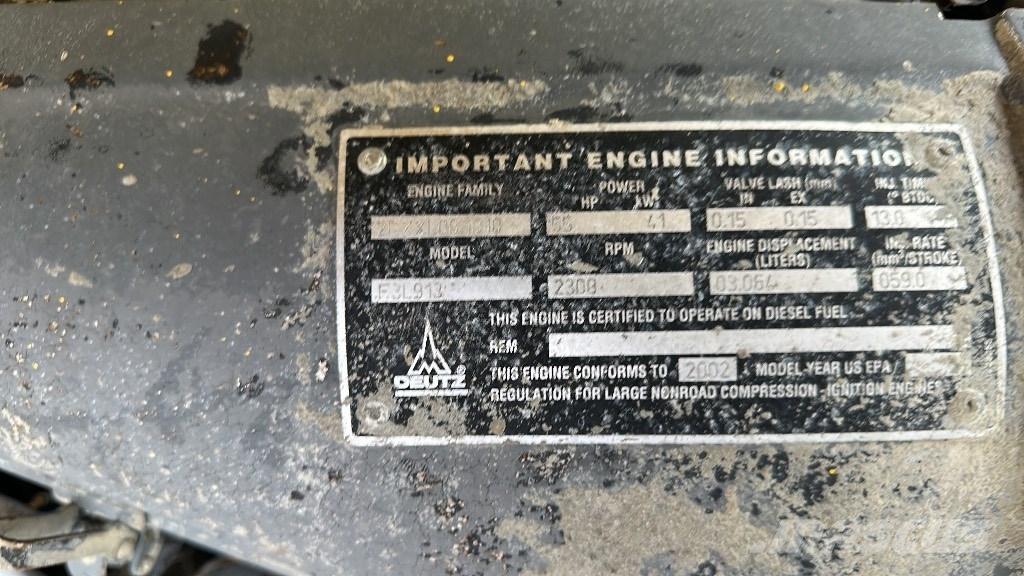 IMPORTANT ENGINE INFORMATION
ENGINE FAMILY POWER VALVE LASH (mm) INJ. TIM
HP kW IN EX (° BTDC
55 41 0.15 0.15 13.0
MODEL RPM ENGINE DISPLACEMENT INJ. RATE
(LITERS) (mm³/STROKE)
F3L913 2300 03.064 059.0
THIS ENGINE IS CERTIFIED TO OPERATE ON DIESEL FUEL
REM
DEUTZ
THIS ENGINE CONFORMS TO 2002 MODEL YEAR US EPA/
REGULATION FOR LARGE NONROAD COMPRESSION-IGNITION ENGINES